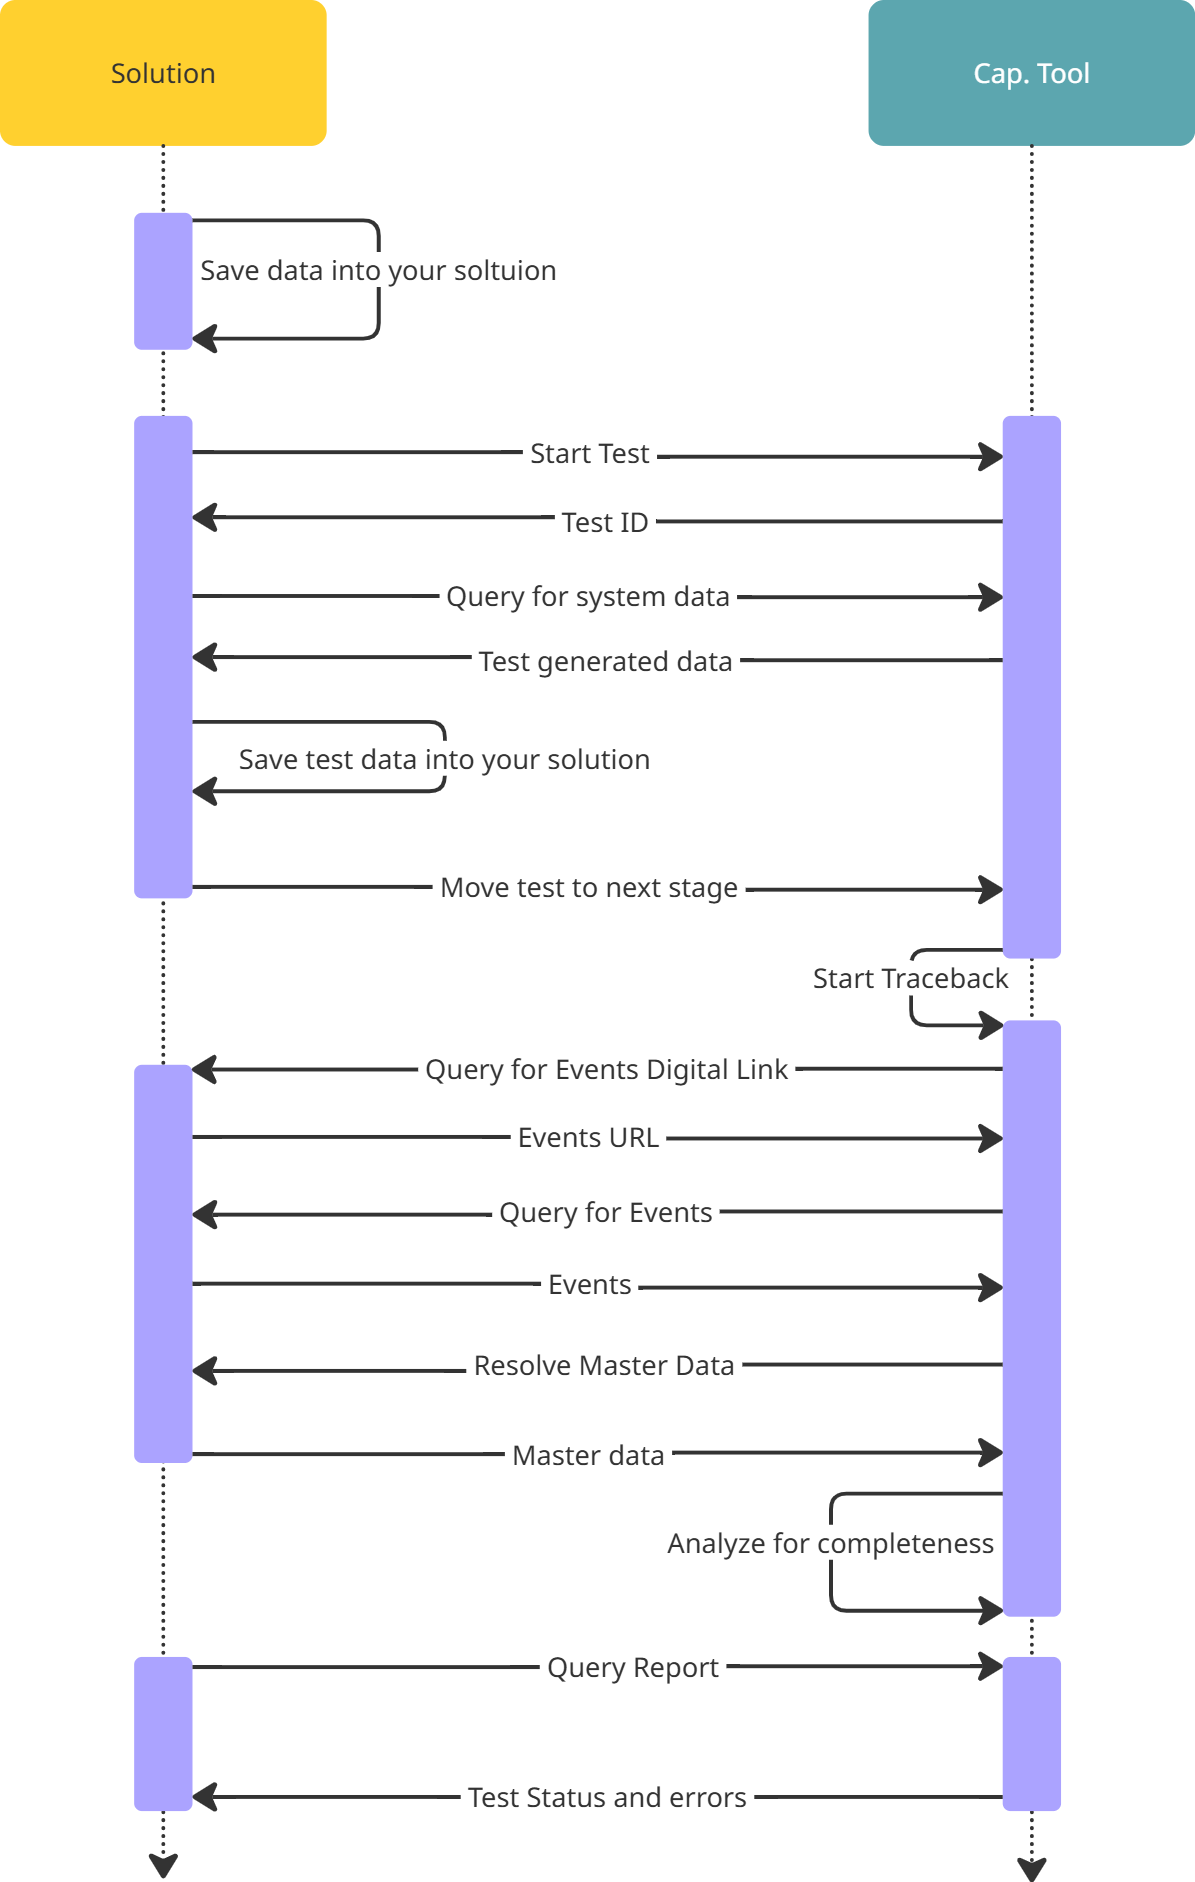 Solution
Cap. Tool
Save data into your soltuion
Start Test
Test ID
Query for system data
Test generated data
Save test data into your solution
Move test to next stage
Start Traceback
Query for Events Digital Link
Events URL
Query for Events
Events
Resolve Master Data
Master data
Analyze for completeness
Query Report
Test Status and errors